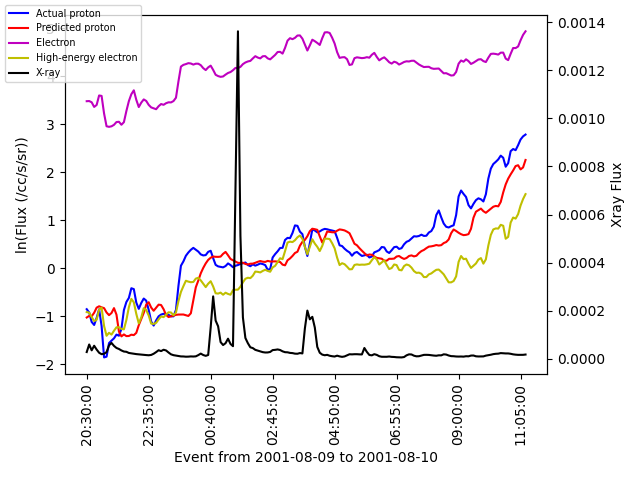 Actual proton
Predicted proton
Electron
High-energy electron
X-ray
ln(Flux (/cc/s/sr))
3
2
1
0
−1
−2
0.0014
0.0012
0.0010
0.0008
0.0006
0.0004
0.0002
0.0000
Xray Flux
20:30:00
22:35:00
00:40:00
02:45:00
04:50:00
06:55:00
09:00:00
11:05:00
Event from 2001-08-09 to 2001-08-10